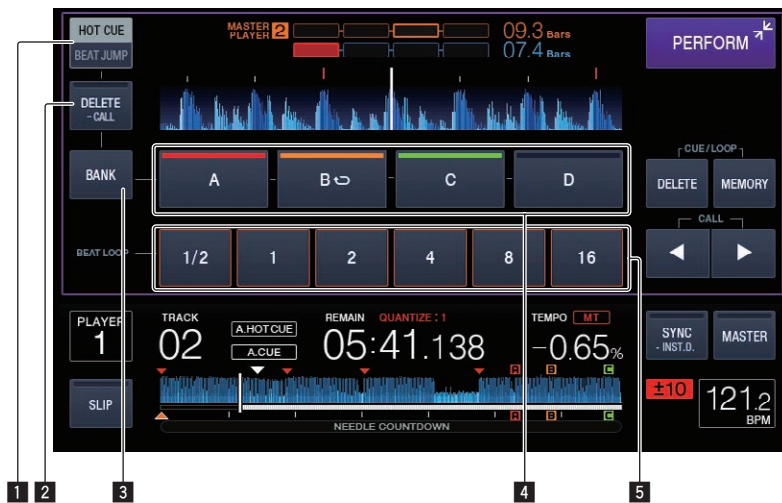 HOT CUE
BEAT JUMP
MASTER
PLAYER 2
09.3 Bars
07.4 Bars
PERFORM
DELETE
- CALL
BANK
A
B
C
D
CUE/LOOP
DELETE
MEMORY
CALL
BEAT LOOP
1/2
1
2
4
8
16
PLAYER
1
TRACK
02
A.HOT CUE
A.CUE
REMAIN
QUANTIZE : 1
05:41.138
TEMPO
MT
-0.65%
SYNC
- INST.D.
MASTER
A
B
C
SLIP
±10
121.2
BPM
A
B
C
NEEDLE COUNTDOWN
1
2
3
4
5